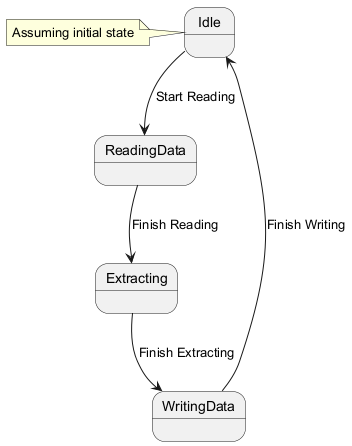 Idle
Assuming initial state
Start Reading
ReadingData
Finish Reading
Finish Writing
Extracting
Finish Extracting
WritingData